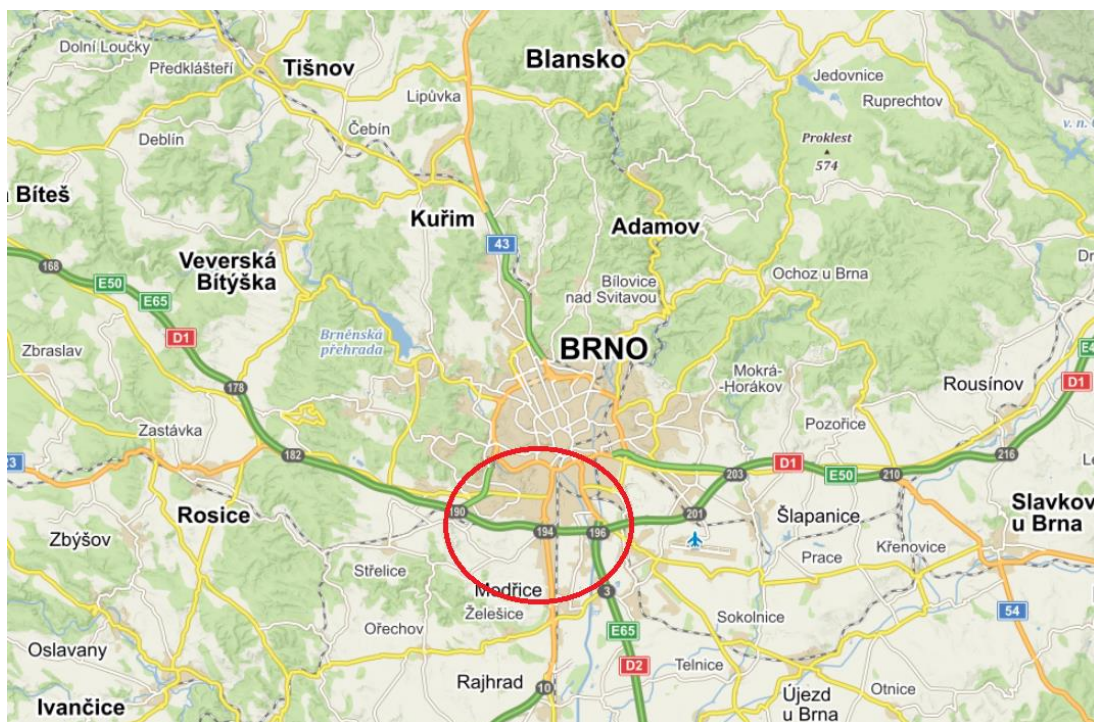 Dolní Loučky
Předklášteří
Tišnov
Lipůvka
Blansko
Jedovnice
Ruprechtov
Deblín
Čebín
Proklest
574
v. n.
Bíteš
Kuřim
43
Adamov
Veverská
Bítýška
168
E50
E65
D1
Bílovice
nad Svitavou
Ochoz u Brna
Brněnská
přehrada
BRNO
Zbraslav
178
Mokrá-
-Horákov
Rousínov
D1
Zastávka
182
Pozořice
216
203
D1
E50
210
Rosice
190
201
Šlapanice
Slavkov
u Brna
Zbýšov
194
196
Prace
Křenovice
Střelice
Modřice
3
Želešice
Ořechov
E65
Sokolnice
54
Oslavany
D2
Telnice
Rajhrad
10
Otnice
Ivančice
Újezd
u Brna